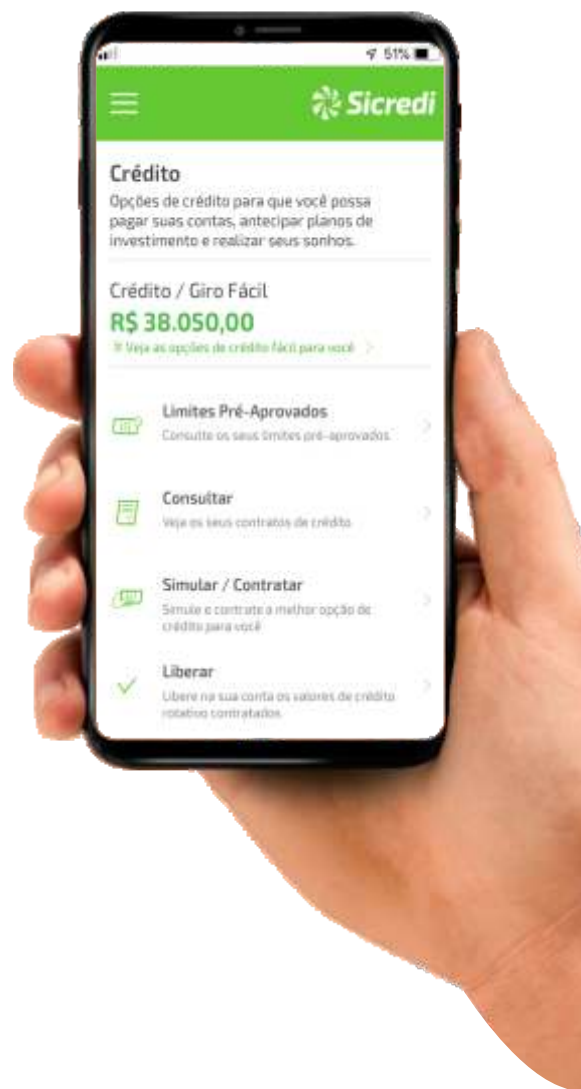 51%
Sicredi
Crédito
Opções de crédito para que você possa
pagar suas contas, antecipar planos de
investimento e realizar seus sonhos.
Crédito / Giro Fácil
R$ 38.050,00
Veja as opções de crédito fácil para você
Limites Pré-Aprovados
Consulte os seus limites pré-aprovados
Consultar
Veja os seus contratos de crédito
Simular / Contratar
Simule e contrate a melhor opção de
crédito para você
Liberar
Libere na sua conta os valores de crédito
rotativo contratados